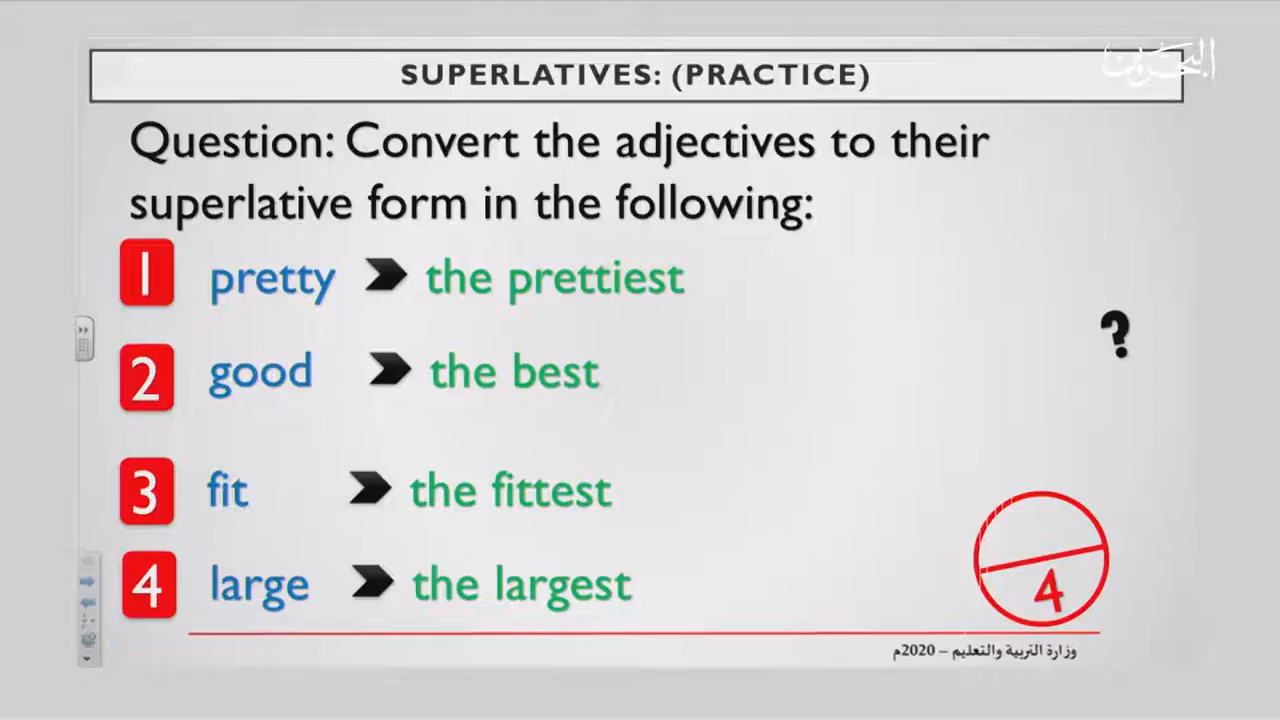 البحرين
SUPERLATIVES: (PRACTICE)
Question: Convert the adjectives to their
superlative form in the following:
1 pretty the prettiest
?
2 good the best
3 fit the fittest
4 large the largest
4
وزارة التربية والتعليم – 2020م